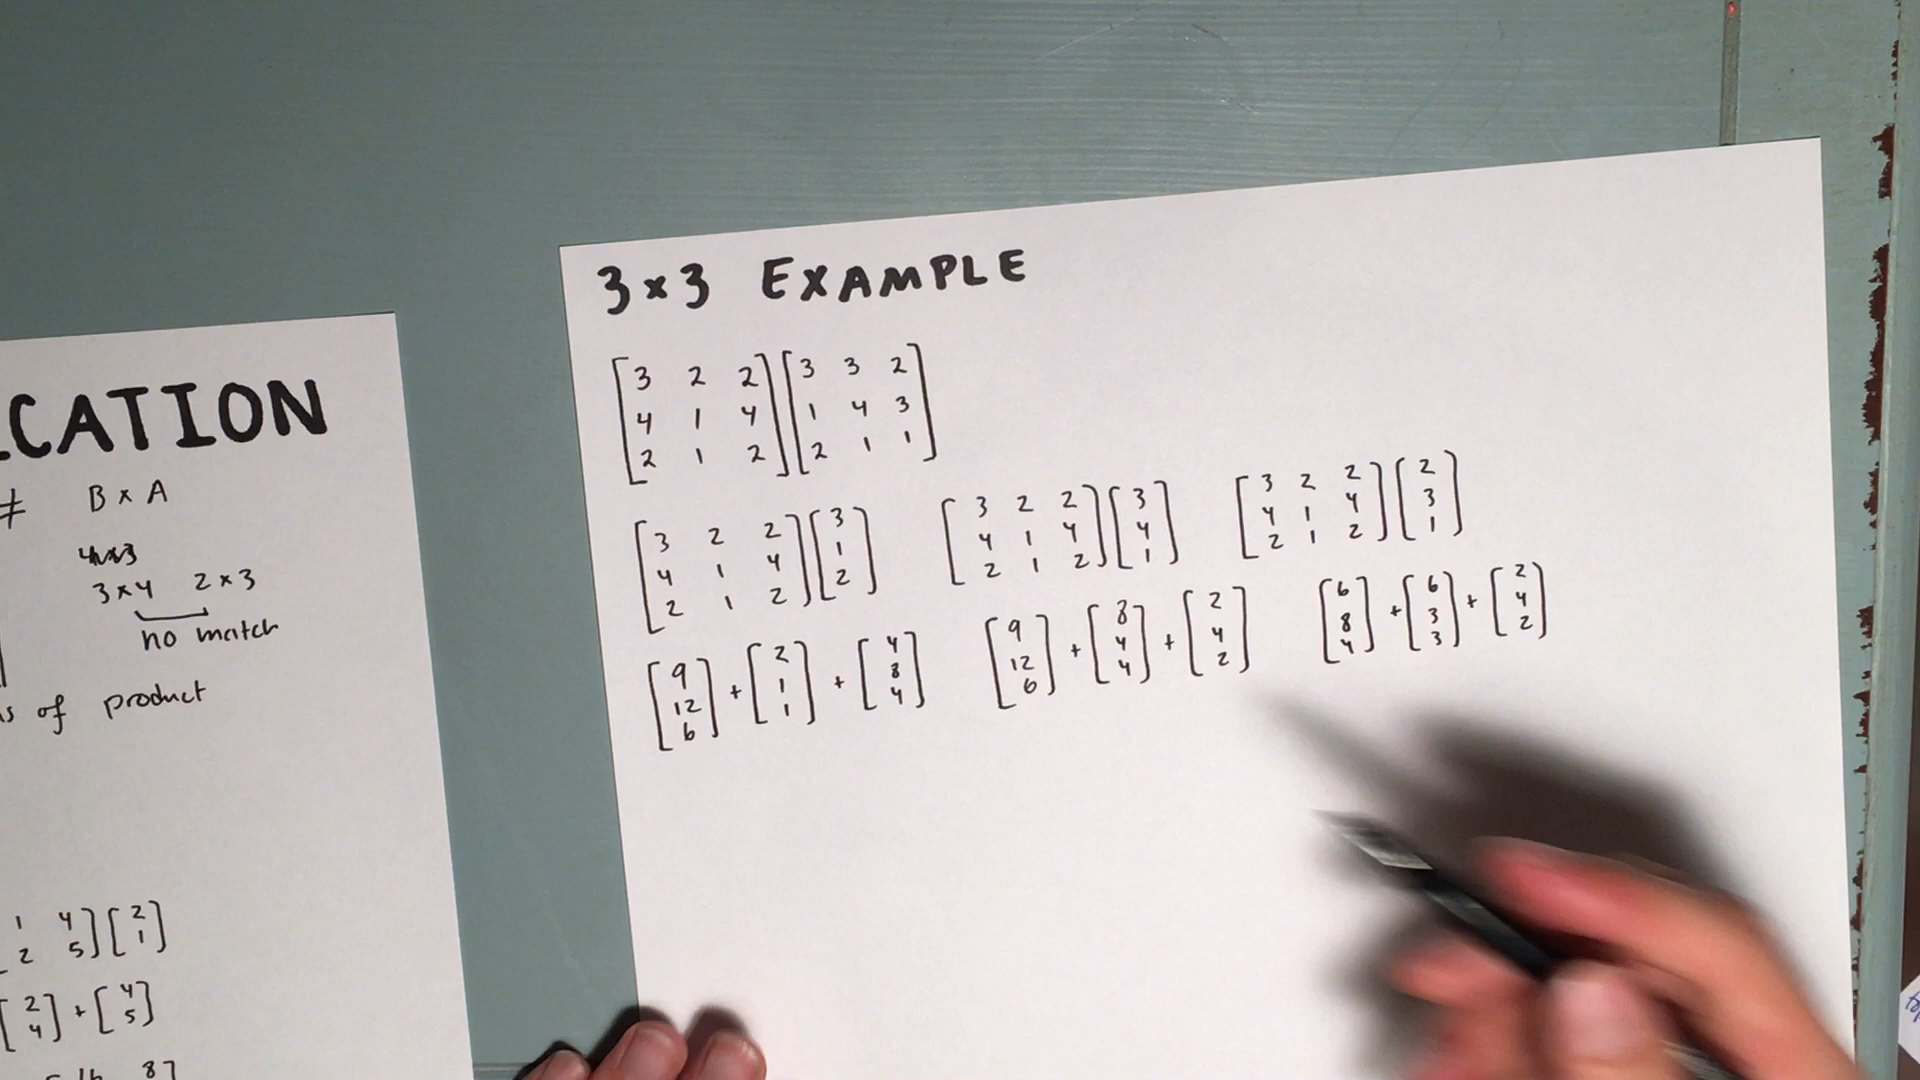 CATION
≠ B × A
4×3
3×4 2×3
no match
of product
1 4] [2
2 5] [1]
[2 4] + [4 5]
16 8]
3×3 EXAMPLE
[3 2 2] [3 3 2]
[4 1 4] [1 4 3]
[2 1 2] [2 1 1]
[3 2 2] [3] [3 2 2] [3] [3 2 2] [2]
[4 1 4] [1] [4 1 4] [4] [4 1 4] [3]
[2 1 2] [2] [2 1 2] [1] [2 1 2] [1]
[9] + [2] + [4] [9] + [8] + [2] [6] + [6] + [2]
[12] [1] [8] [12] [4] [4] [8] [3] [4]
[6] [1] [4] [6] [4] [2] [4] [3] [2]